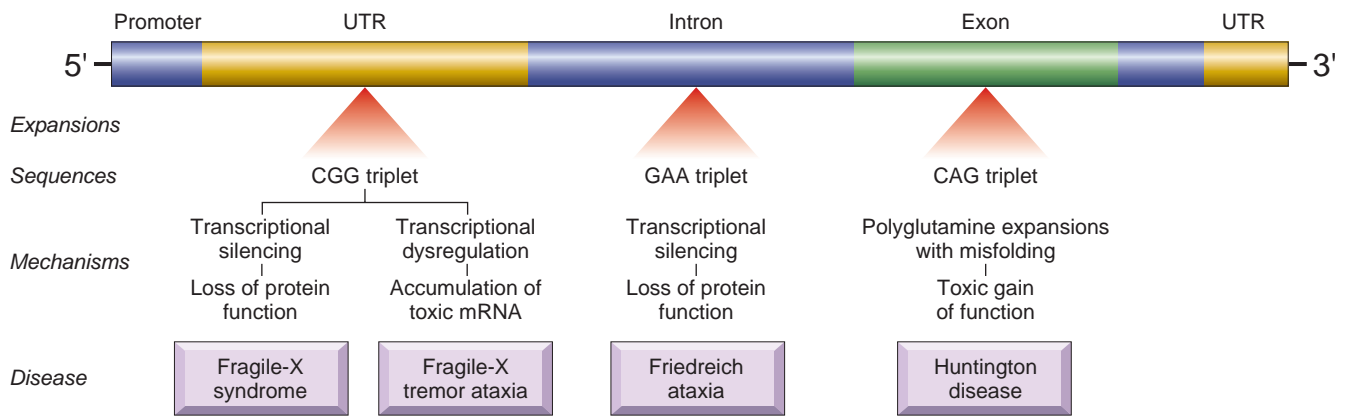 Promoter UTR Intron Exon UTR
5' 3'
Expansions
Sequences CGG triplet GAA triplet CAG triplet
Mechanisms
Transcriptional
silencing
Loss of protein
function
Transcriptional
dysregulation
Accumulation of
toxic mRNA
Transcriptional
silencing
Loss of protein
function
Polyglutamine expansions
with misfolding
Toxic gain
of function
Disease
Fragile-X
syndrome
Fragile-X
tremor ataxia
Friedreich
ataxia
Huntington
disease